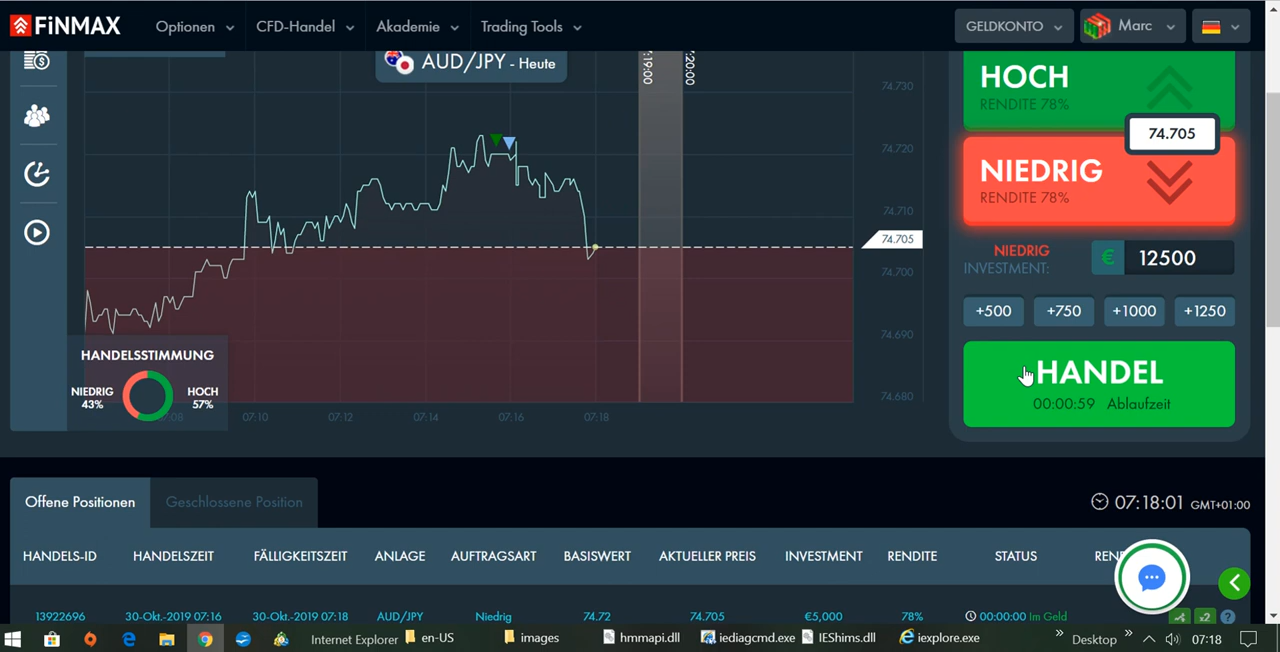 FiNMAX
Optionen
CFD-Handel
Akademie
Trading Tools
GELDKONTO
Marc
AUD/JPY - Heute
19:00
20:00
74.730
74.720
74.710
74.705
74.700
74.690
74.680
HANDELSSTIMMUNG
NIEDRIG
43%
HOCH
57%
07:08
07:10
07:12
07:14
07:16
07:18
HOCH
RENDITE 78%
74.705
NIEDRIG
RENDITE 78%
NIEDRIG
INVESTMENT:
€ 12500
+500 +750 +1000 +1250
HANDEL
00:00:59 Ablaufzeit
Offene Positionen
Geschlossene Position
07:18:01 GMT+01:00
HANDELS-ID HANDELSZEIT FÄLLIGKEITSZEIT ANLAGE AUFTRAGSART BASISWERT AKTUELLER PREIS INVESTMENT RENDITE STATUS
13922696 30-Okt.-2019 07:16 30-Okt.-2019 07:18 AUD/JPY Niedrig 74.72 74.705 €5,000 78% 00:00:00 Im Geld x2 ?
Internet Explorer en-US images hmmapi.dll iediagcmd.exe IEShims.dll iexplore.exe » Desktop » 07:18